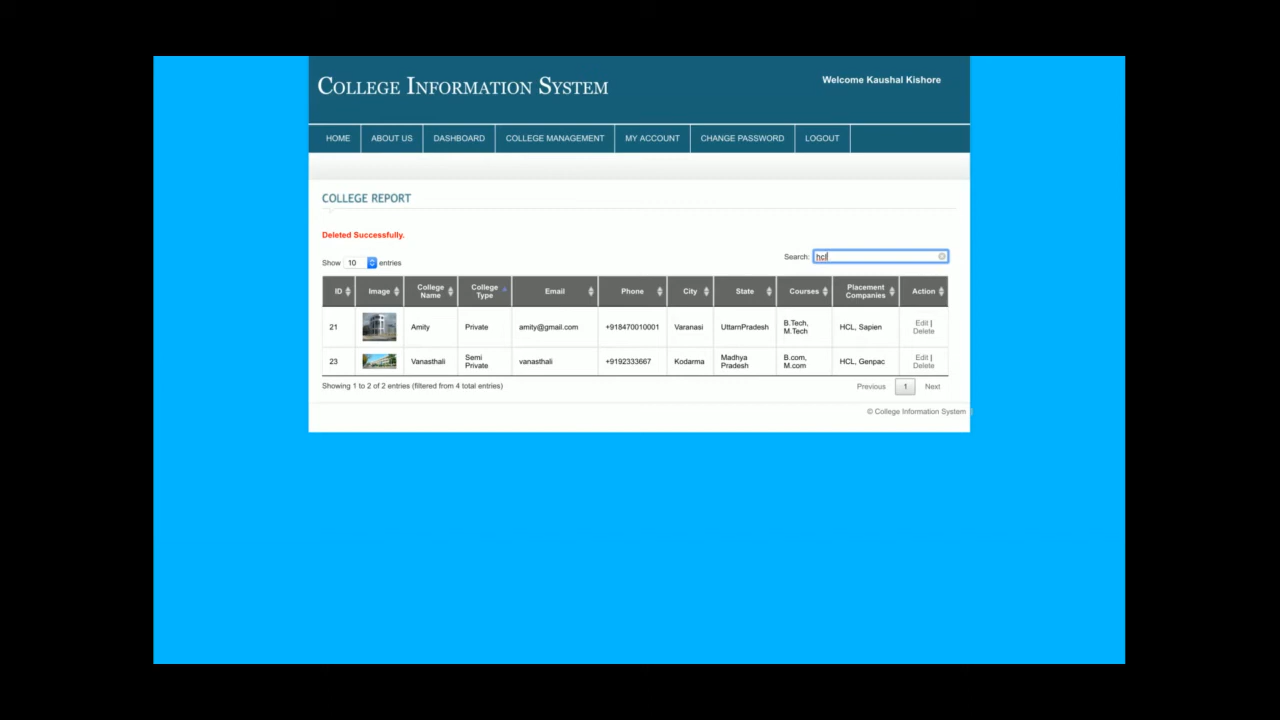 COLLEGE INFORMATION SYSTEM
Welcome Kaushal Kishore
HOME ABOUT US DASHBOARD COLLEGE MANAGEMENT MY ACCOUNT CHANGE PASSWORD LOGOUT
COLLEGE REPORT
Deleted Successfully.
Show 10 entries
Search: hcl
ID Image College Name College Type Email Phone City State Courses Placement Companies Action
21 Amity Private amity@gmail.com +918470010001 Varanasi UttarnPradesh B.Tech, M.Tech HCL, Sapien Edit | Delete
23 Vanasthali Semi Private vanasthali +9192333667 Kodarma Madhya Pradesh B.com, M.com HCL, Genpac Edit | Delete
Showing 1 to 2 of 2 entries (filtered from 4 total entries)
Previous 1 Next
© College Information System |